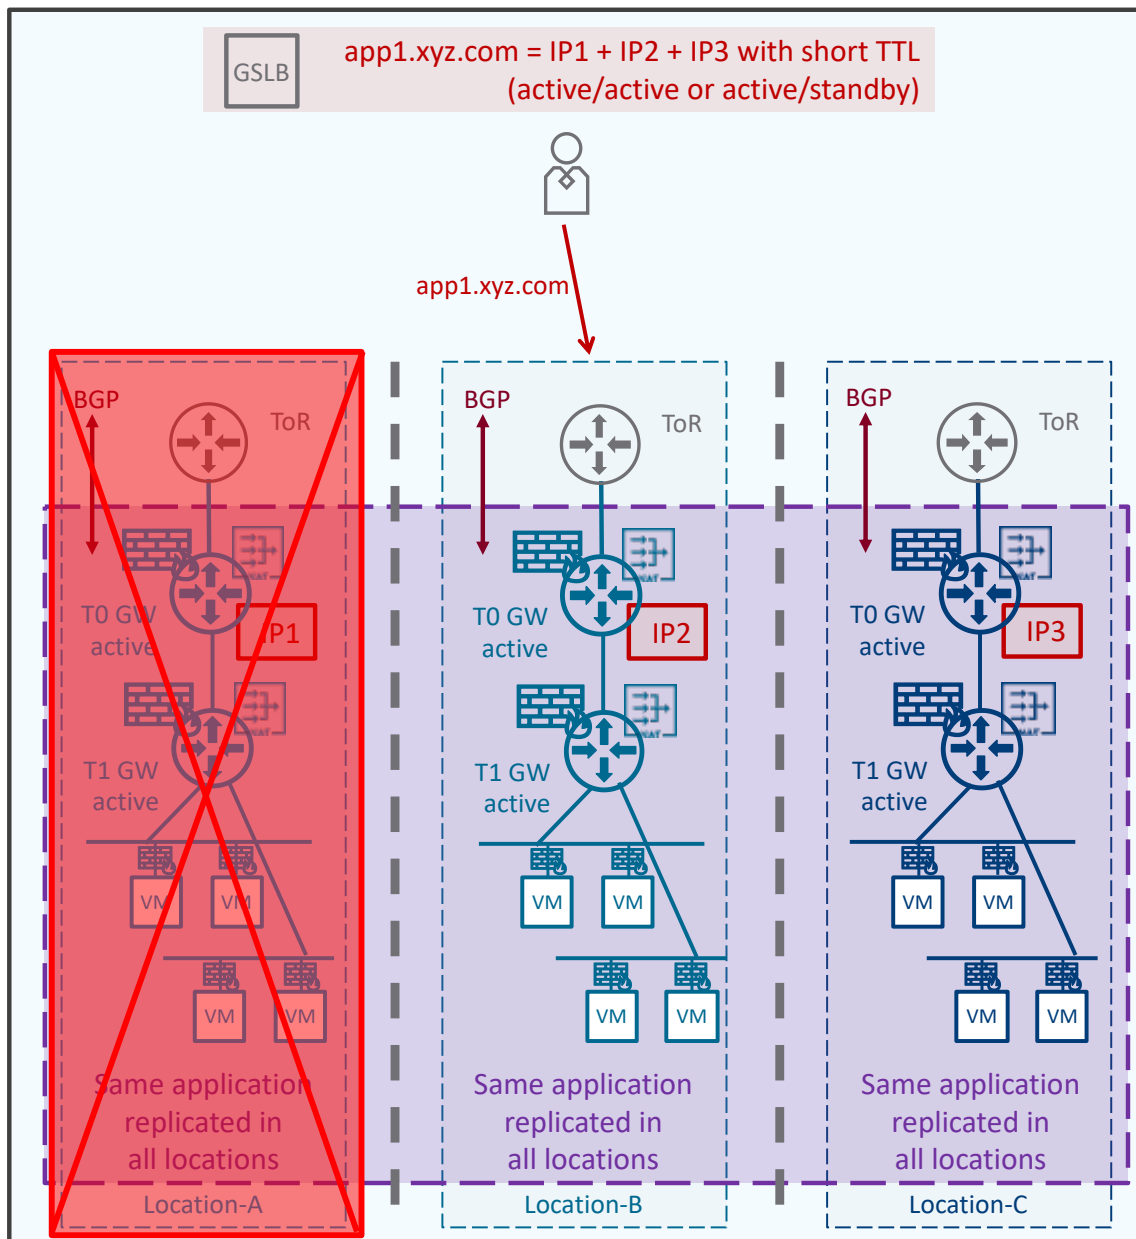 GSLB
app1.xyz.com = IP1 + IP2 + IP3 with short TTL
(active/active or active/standby)
app1.xyz.com
BGP
ToR
T0 GW
active
IP1
T1 GW
active
VM
VM
VM
VM
Same application
replicated in
all locations
Location-A
BGP
ToR
T0 GW
active
IP2
T1 GW
active
VM
VM
VM
VM
Same application
replicated in
all locations
Location-B
BGP
ToR
T0 GW
active
IP3
T1 GW
active
VM
VM
VM
VM
Same application
replicated in
all locations
Location-C